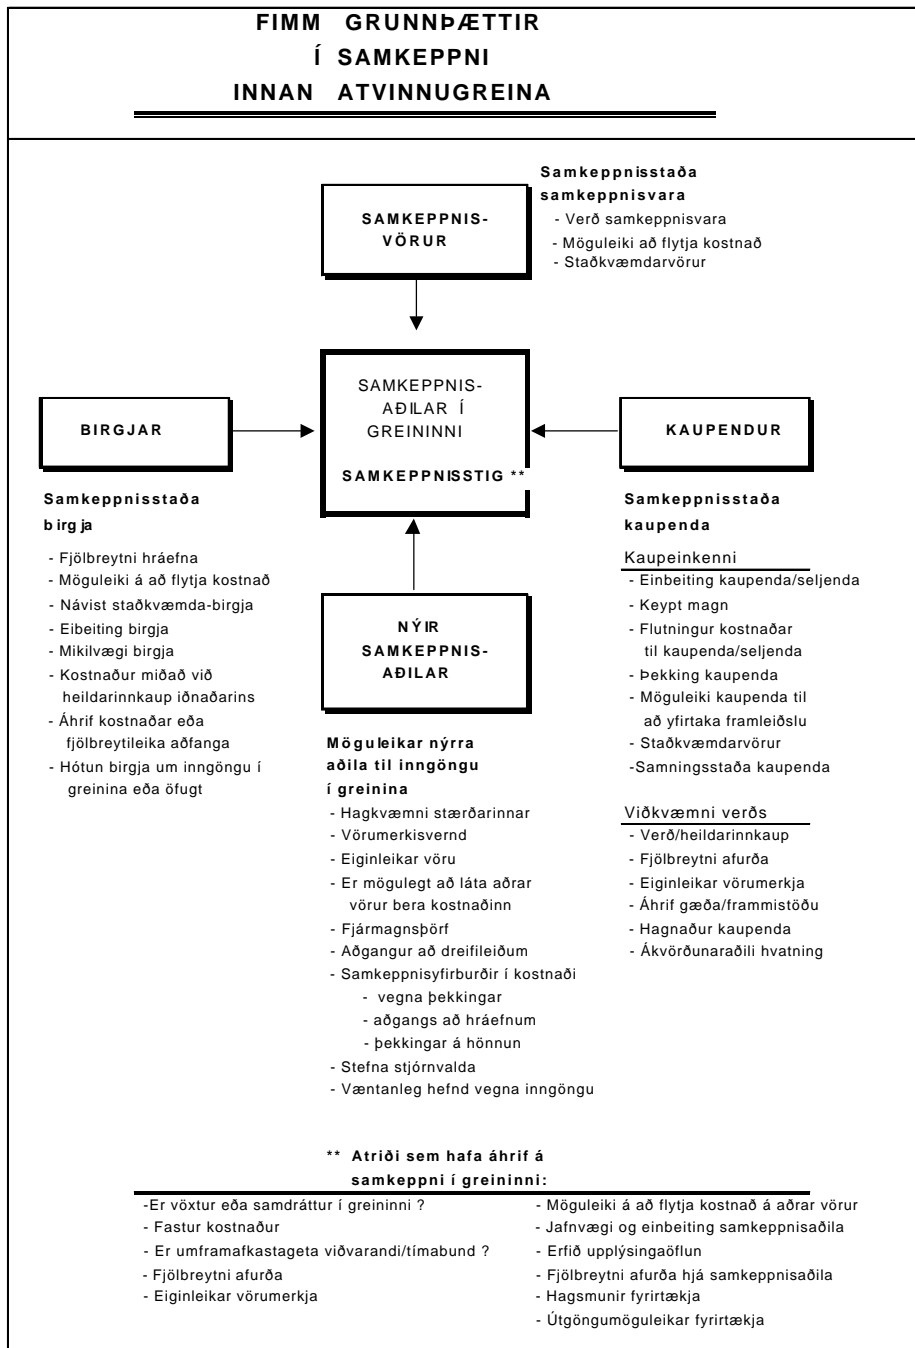 FIMM GRUNNÞÆTTIR
Í SAMKEPPNI
INNAN ATVINNUGREINA
SAMKEPPNIS-
VÖRUR
Samkeppnisstaða
samkeppnisvara
- Verð samkeppnisvara
- Möguleiki að flytja kostnað
- Staðkvæmdarvörur
BIRGJAR
SAMKEPPNIS-
AÐILAR Í
GREININNI
SAMKEPPNISSTIG **
KAUPENDUR
Samkeppnisstaða
birgja
- Fjölbreytni hráefna
- Möguleiki á að flytja kostnað
- Návist staðkvæmda-birgja
- Eibeiting birgja
- Mikilvægi birgja
- Kostnaður miðað við
heildarinnkaup iðnaðarins
- Áhrif kostnaðar eða
fjölbreytileika aðfanga
- Hótun birgja um inngöngu í
greinina eða öfugt
NÝIR
SAMKEPPNIS-
AÐILAR
Möguleikar nýrra
aðila til inngöngu
í greinina
- Hagkvæmni stærðarinnar
- Vörumerkisvernd
- Eiginleikar vöru
- Er mögulegt að láta aðrar
vörur bera kostnaðinn
- Fjármagnsþörf
- Aðgangur að dreifileiðum
- Samkeppnisyfirburðir í kostnaði
- vegna þekkingar
- aðgangs að hráefnum
- þekkingar á hönnun
- Stefna stjórnvalda
- Væntanleg hefnd vegna inngöngu
Samkeppnisstaða
kaupenda
Kaupeinkenni
- Einbeiting kaupenda/seljenda
- Keypt magn
- Flutningur kostnaðar
til kaupenda/seljenda
- Þekking kaupenda
- Möguleiki kaupenda til
að yfirtaka framleiðslu
- Staðkvæmdarvörur
-Samningsstaða kaupenda
Viðkvæmni verðs
- Verð/heildarinnkaup
- Fjölbreytni afurða
- Eiginleikar vörumerkja
- Áhrif gæða/frammistöðu
- Hagnaður kaupenda
- Ákvörðunaraðili hvatning
** Atriði sem hafa áhrif á
samkeppni í greininni:
-Er vöxtur eða samdráttur í greininni ?
- Fastur kostnaður
- Er umframafkastageta viðvarandi/tímabund ?
- Fjölbreytni afurða
- Eiginleikar vörumerkja
- Möguleiki á að flytja kostnað á aðrar vörur
- Jafnvægi og einbeiting samkeppnisaðila
- Erfið upplýsingaöflun
- Fjölbreytni afurða hjá samkeppnisaðila
- Hagsmunir fyrirtækja
- Útgöngumöguleikar fyrirtækja